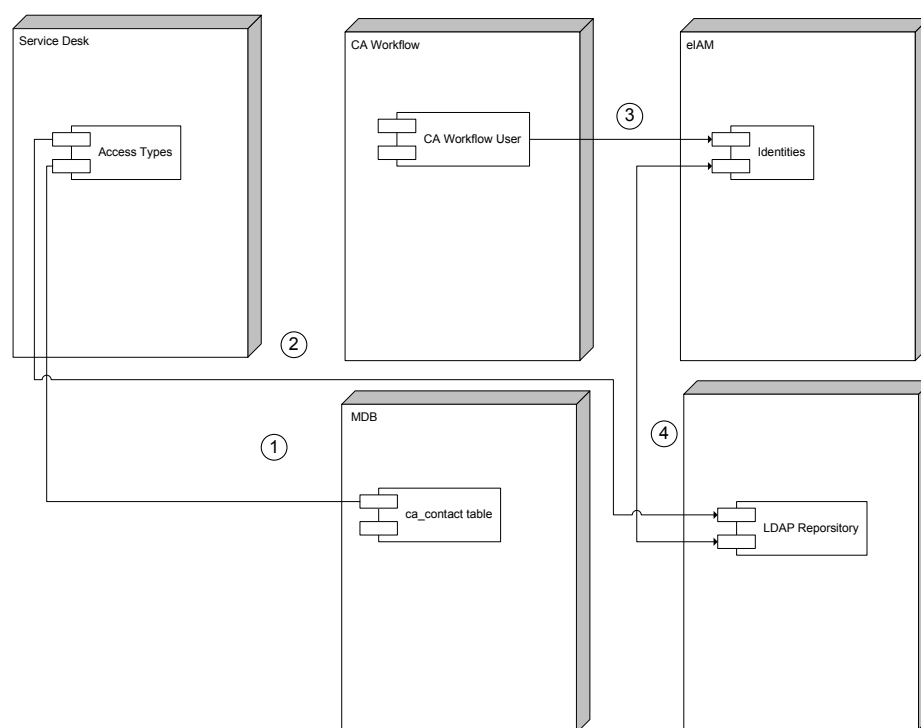 Service Desk
CA Workflow
eIAM
Access Types
CA Workflow User
3
Identities
2
MDB
1
4
ca_contact table
LDAP Reporsitory